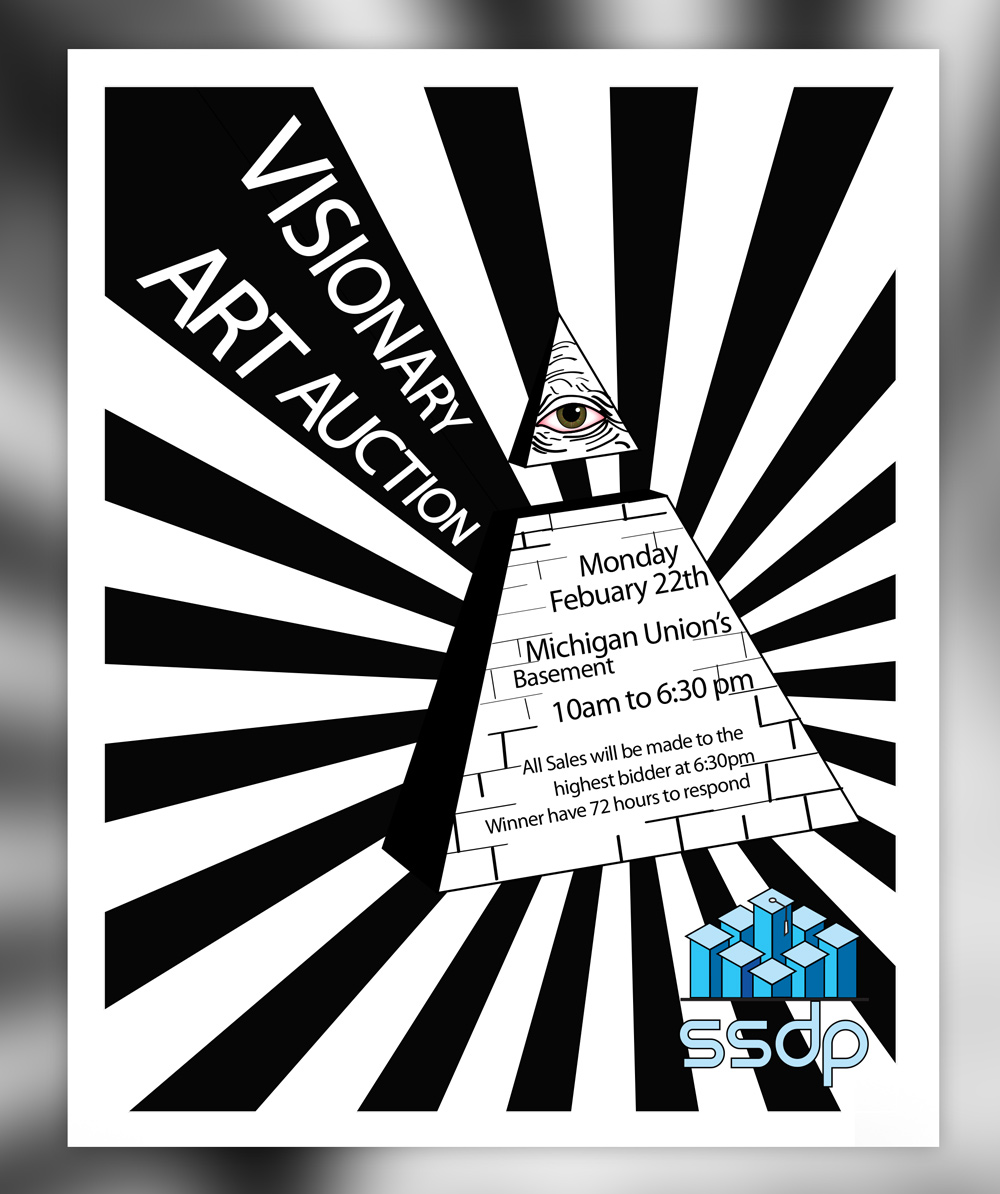 VISIONARY
ART AUCTION
Monday
Febuary 22th
Michigan Union's
Basement
10am to 6:30 pm
All Sales will be made to the
highest bidder at 6:30pm
Winner have 72 hours to respond
ssdp